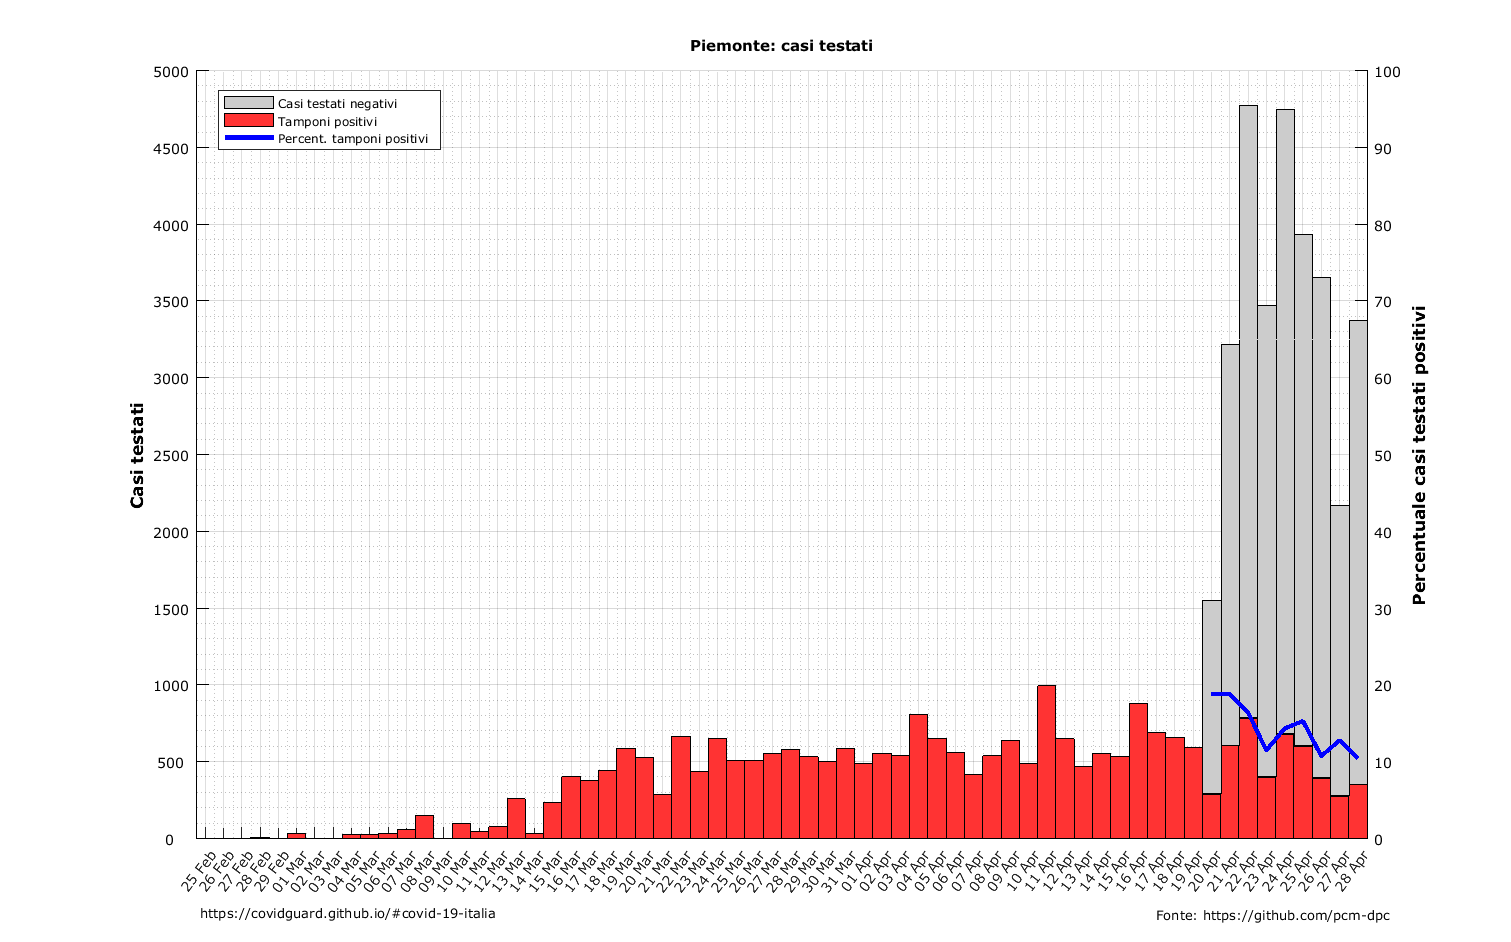 Piemonte: casi testati
5000
4500
4000
3500
3000
2500
2000
1500
1000
500
0
Casi testati
Casi testati negativi
Tamponi positivi
Percent. tamponi positivi
100
90
80
70
60
50
40
30
20
10
0
Percentuale casi testati positivi
25 Feb
26 Feb
27 Feb
28 Feb
29 Feb
01 Mar
02 Mar
03 Mar
04 Mar
05 Mar
06 Mar
07 Mar
08 Mar
09 Mar
10 Mar
11 Mar
12 Mar
13 Mar
14 Mar
15 Mar
16 Mar
17 Mar
18 Mar
19 Mar
20 Mar
21 Mar
22 Mar
23 Mar
24 Mar
25 Mar
26 Mar
27 Mar
28 Mar
29 Mar
30 Mar
31 Mar
01 Apr
02 Apr
03 Apr
04 Apr
05 Apr
06 Apr
07 Apr
08 Apr
09 Apr
10 Apr
11 Apr
12 Apr
13 Apr
14 Apr
15 Apr
16 Apr
17 Apr
18 Apr
19 Apr
20 Apr
21 Apr
22 Apr
23 Apr
24 Apr
25 Apr
26 Apr
27 Apr
28 Apr
https://covidguard.github.io/#covid-19-italia
Fonte: https://github.com/pcm-dpc